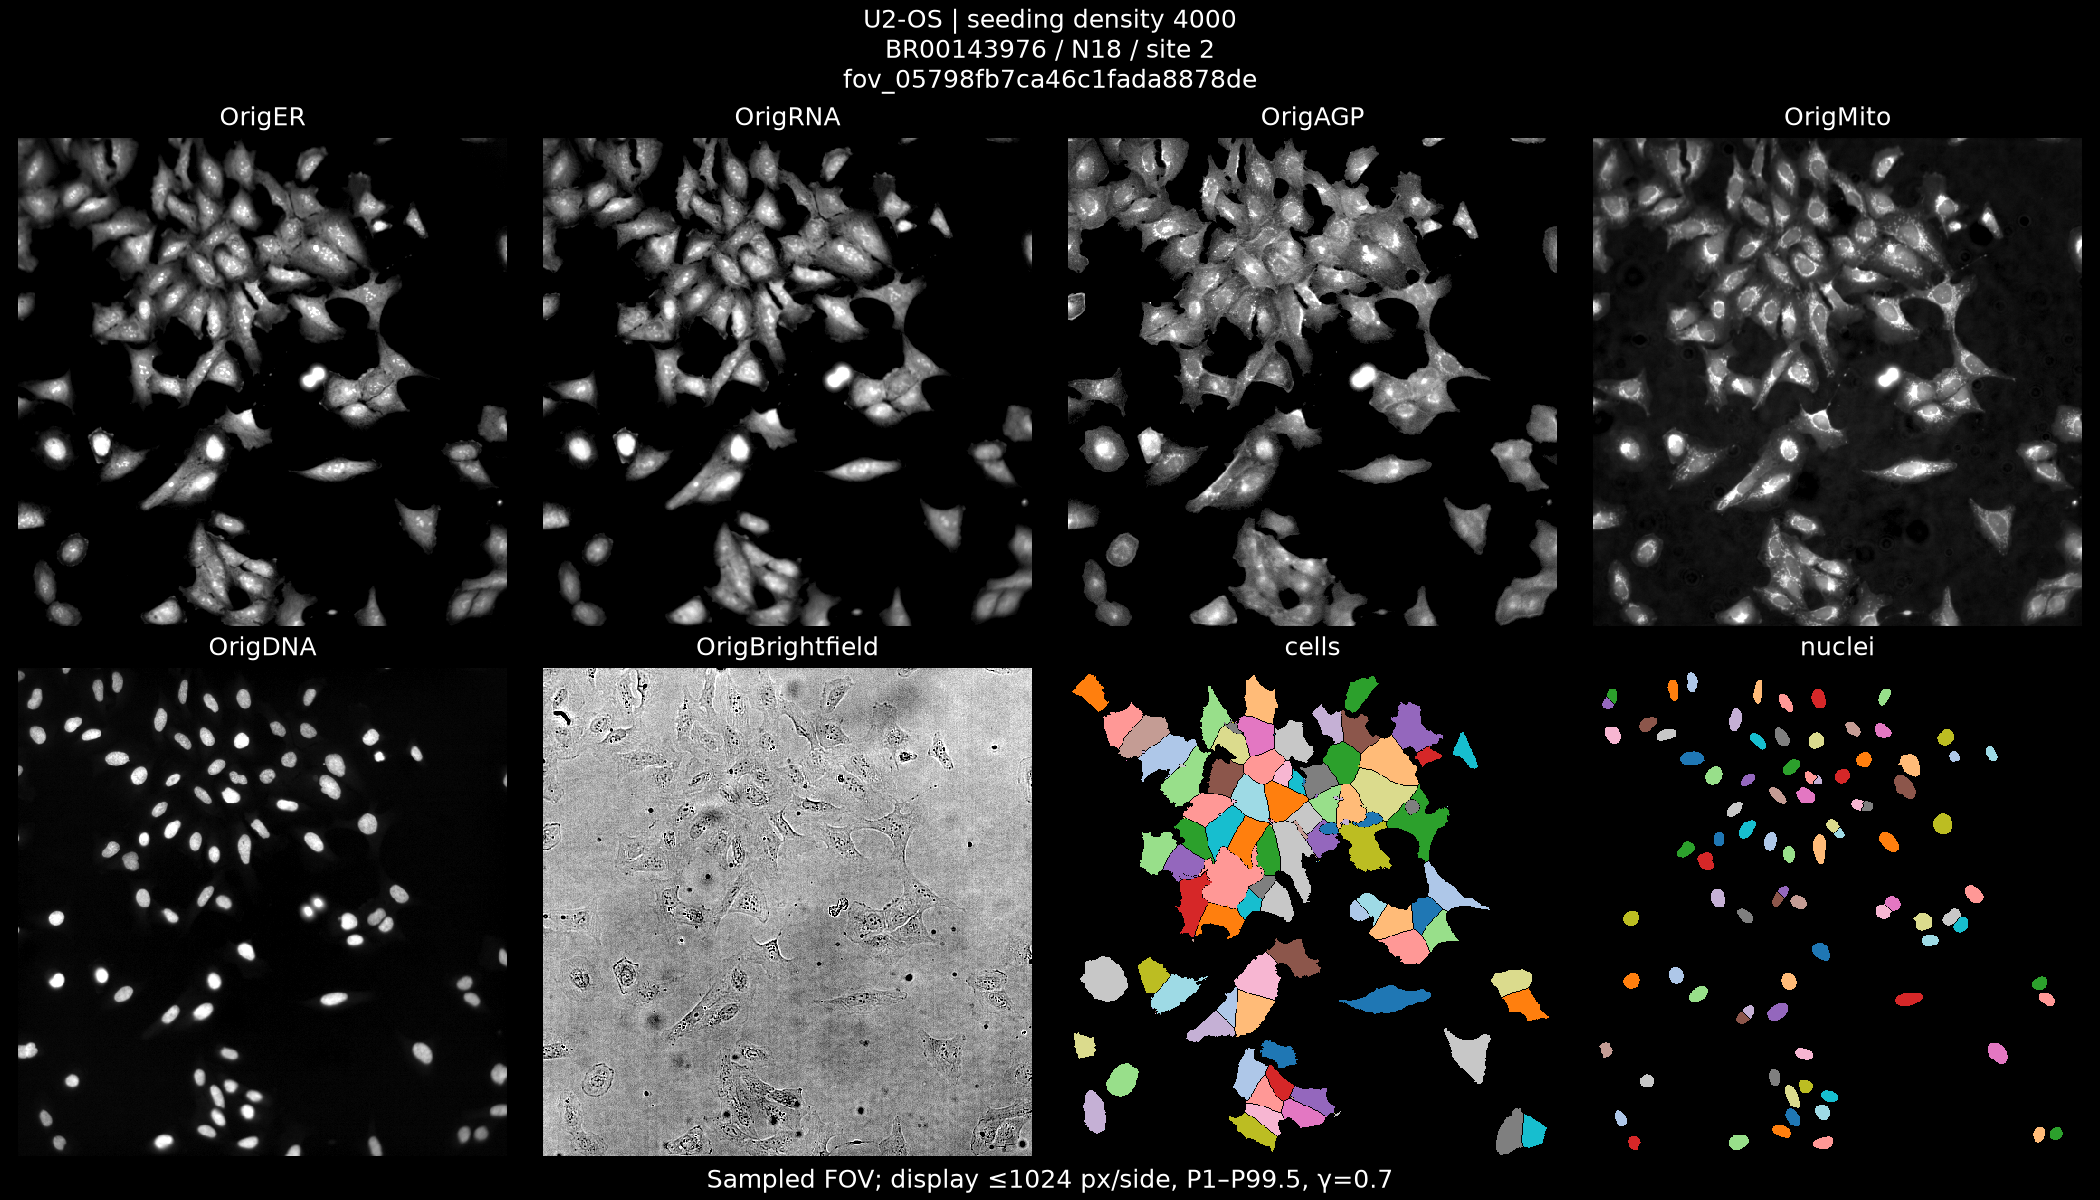 U2-OS | seeding density 4000
BR00143976 / N18 / site 2
fov_05798fb7ca46c1fada8878de
OrigER
OrigRNA
OrigAGP
OrigMito
OrigDNA
OrigBrightfield
cells
nuclei
Sampled FOV; display ≤1024 px/side, P1–P99.5, γ=0.7